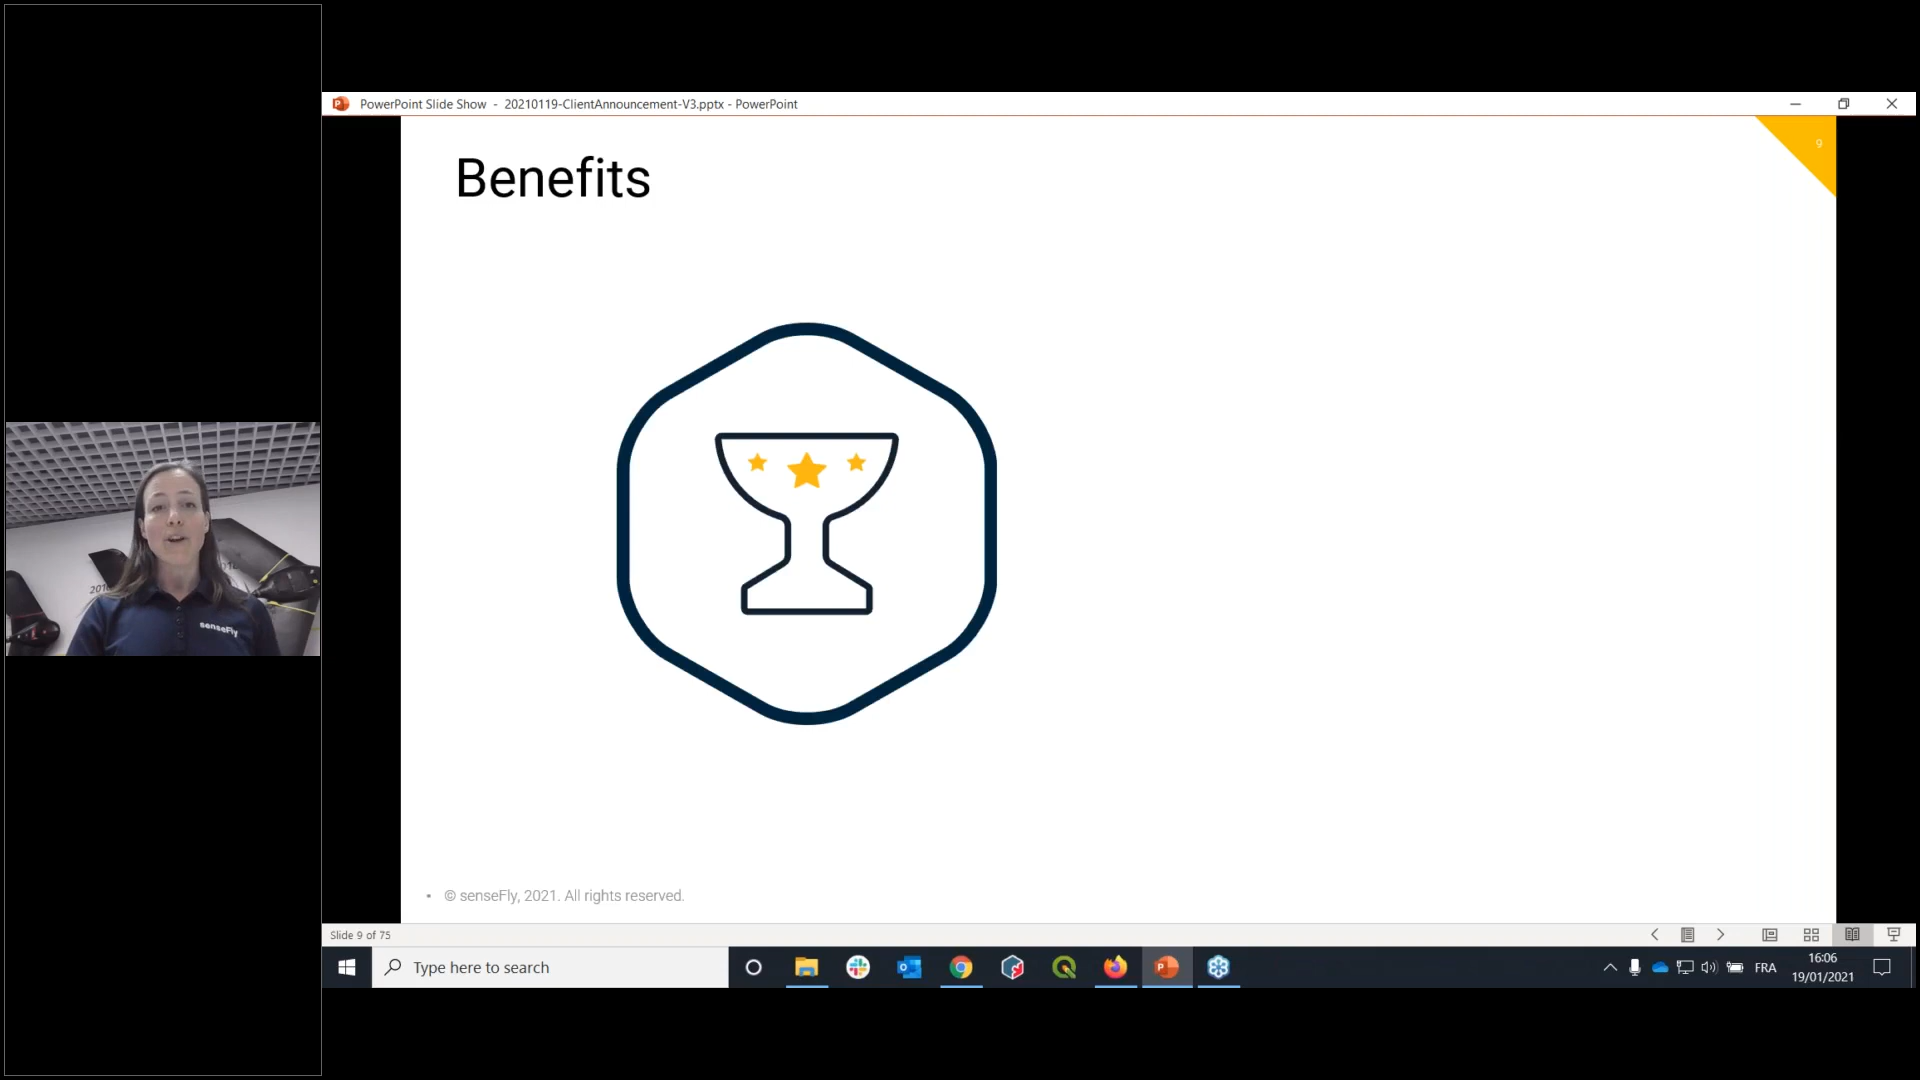 PowerPoint Slide Show - 20210119-ClientAnnouncement-V3.pptx - PowerPoint
9
Benefits
senseFly
• © senseFly, 2021. All rights reserved.
Slide 9 of 75
Type here to search
FRA
16:06
19/01/2021